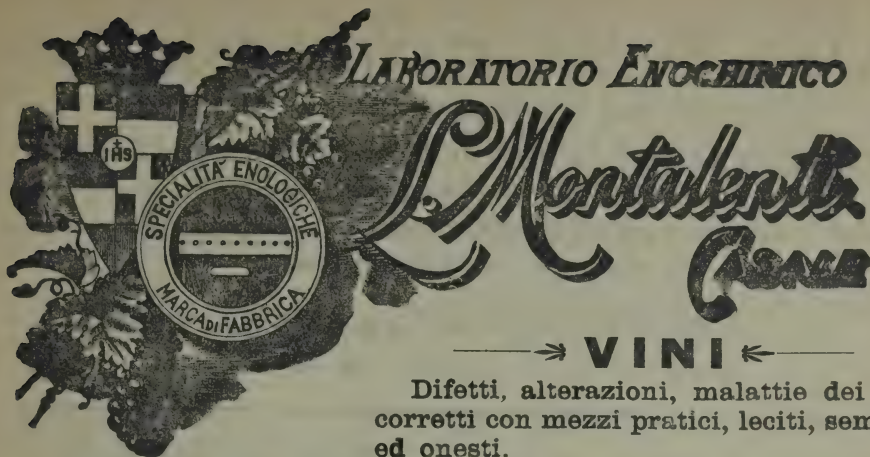 LABORATORIO ENOCHIMICO
L. Montalenti
CASALE
IHS
SPECIALITÀ ENOLOGICHE
MARCA DI FABBRICA
VINI
Difetti, alterazioni, malattie dei
corretti con mezzi pratici, leciti, sem
ed onesti.